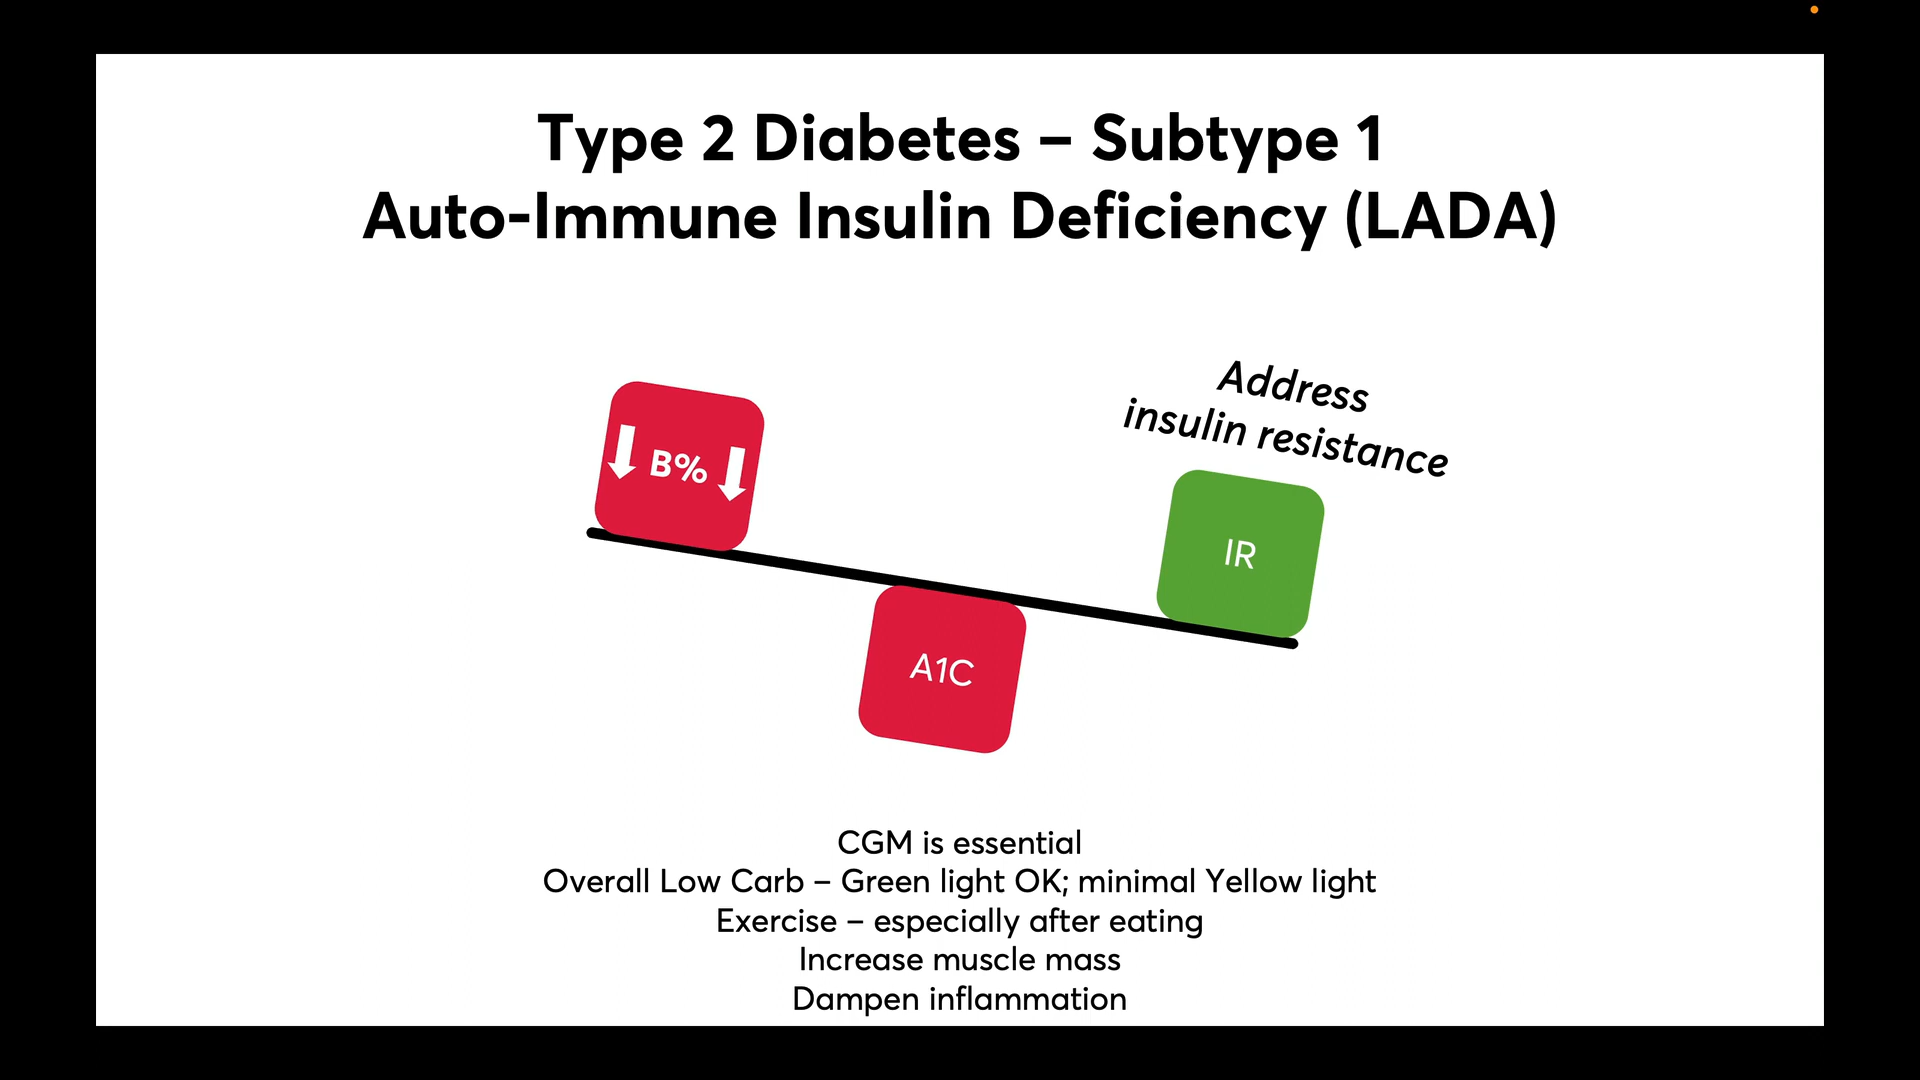 Type 2 Diabetes – Subtype 1
Auto-Immune Insulin Deficiency (LADA)
Address
insulin resistance
B%
IR
A1C
CGM is essential
Overall Low Carb – Green light OK; minimal Yellow light
Exercise – especially after eating
Increase muscle mass
Dampen inflammation